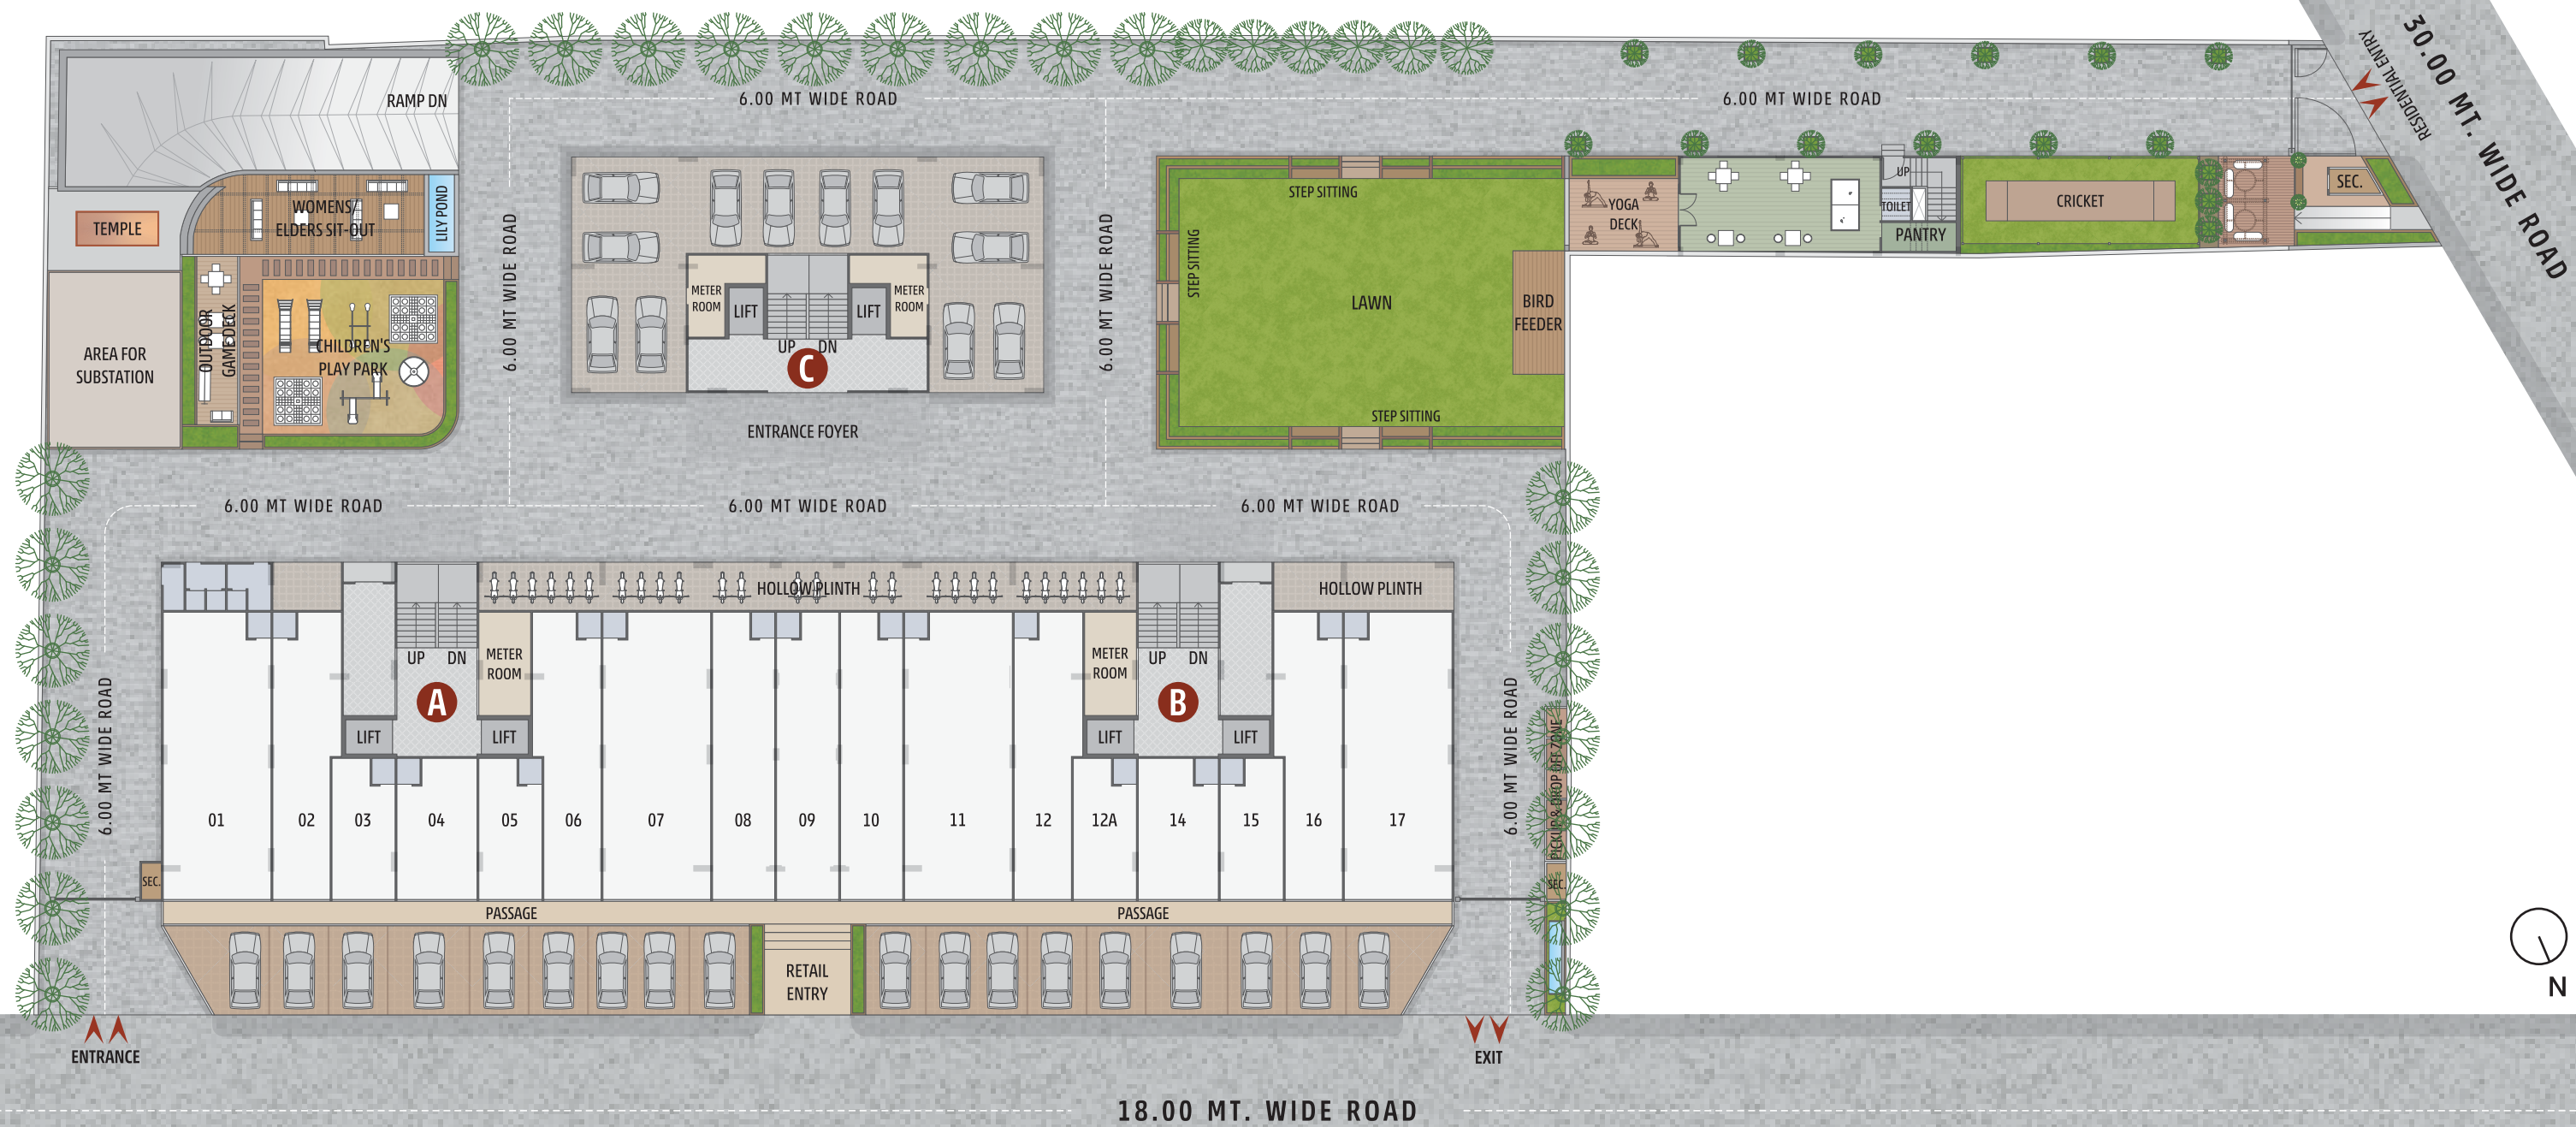 30.00 MT. WIDE ROAD
RESIDENTIAL ENTRY
RAMP DN
6.00 MT WIDE ROAD
6.00 MT WIDE ROAD
TEMPLE
WOMENS/
ELDERS SIT-OUT
LILY POND
AREA FOR
SUBSTATION
OUTDOOR
GAME DECK
CHILDREN'S
PLAY PARK
6.00 MT WIDE ROAD
METER
ROOM
LIFT
LIFT
METER
ROOM
UP
DN
C
ENTRANCE FOYER
6.00 MT WIDE ROAD
STEP SITTING
STEP SITTING
LAWN
STEP SITTING
BIRD
FEEDER
YOGA
DECK
UP
TOILET
PANTRY
CRICKET
SEC.
6.00 MT WIDE ROAD
6.00 MT WIDE ROAD
6.00 MT WIDE ROAD
HOLLOW PLINTH
HOLLOW PLINTH
6.00 MT WIDE ROAD
UP
DN
METER
ROOM
A
LIFT
LIFT
METER
ROOM
UP
DN
B
LIFT
LIFT
6.00 MT WIDE ROAD
PICKUP & DROP OFF ZONE
01
02
03
04
05
06
07
08
09
10
11
12
12A
14
15
16
17
SEC.
SEC.
PASSAGE
PASSAGE
RETAIL
ENTRY
ENTRANCE
EXIT
N
18.00 MT. WIDE ROAD